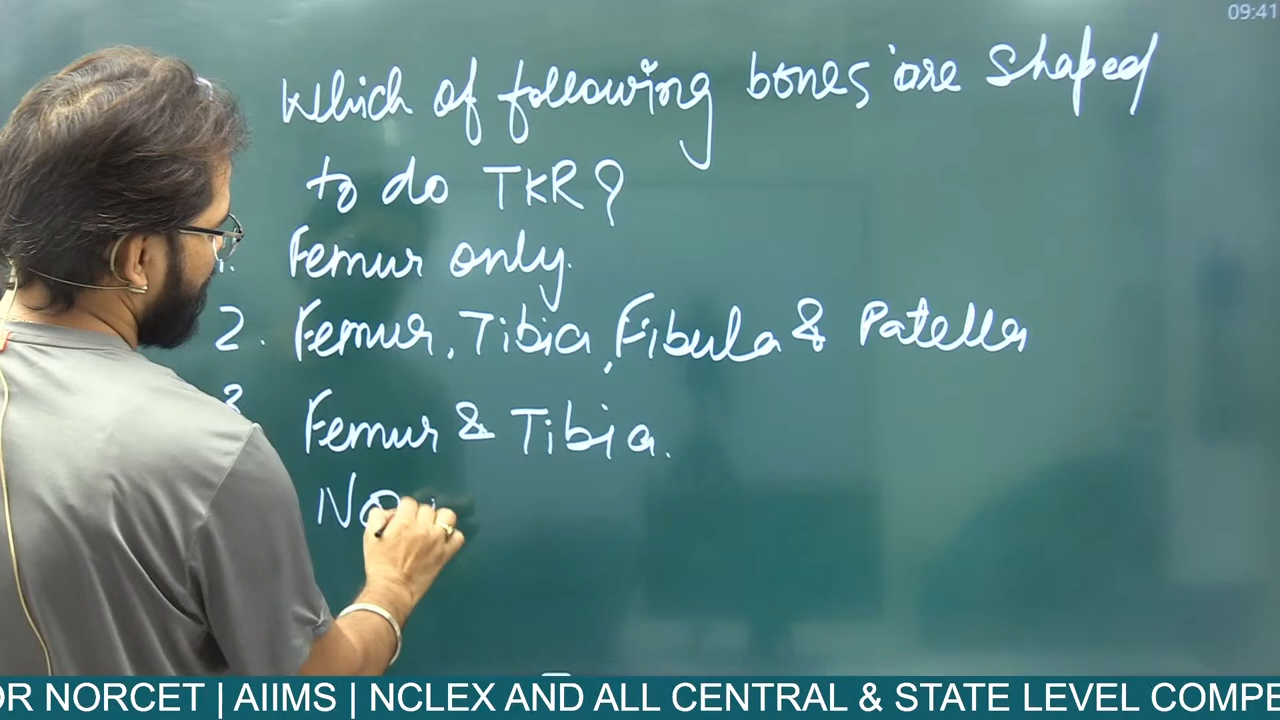 09:41
Which of following bones are shaped
to do TKR?
1. Femur only.
2. Femur, Tibia, Fibula & Patella
3 Femur & Tibia.
No
OR NORCET | AIIMS | NCLEX AND ALL CENTRAL & STATE LEVEL COMPE